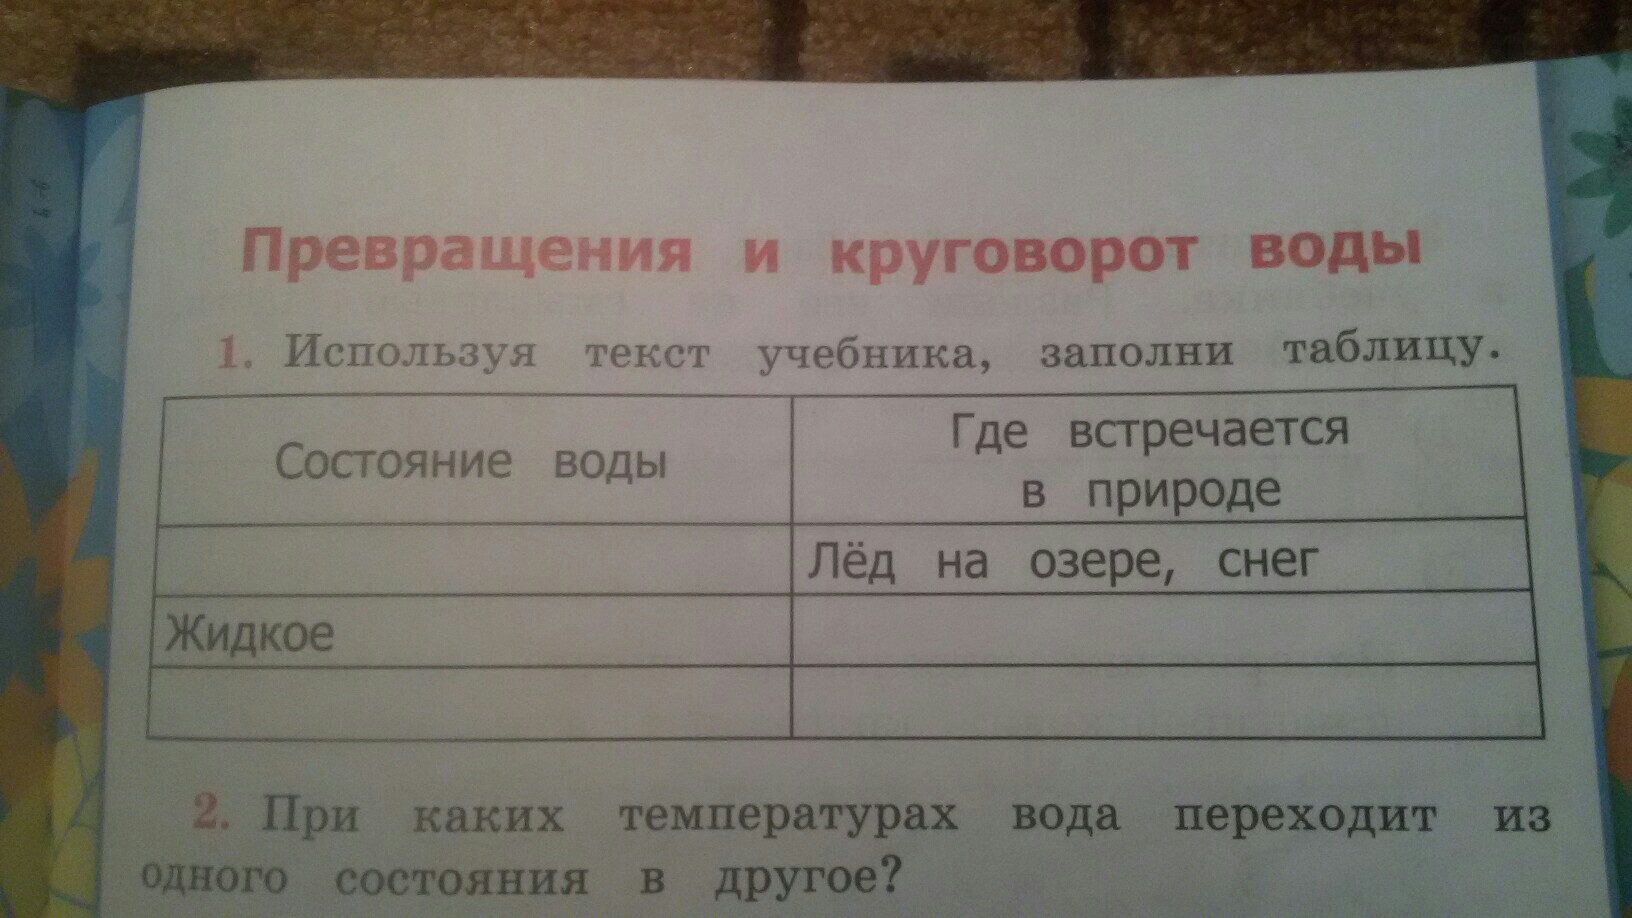 Превращения и круговорот воды
1. Используя текст учебника, заполни таблицу.
Состояние воды
Где встречается
в природе
Лёд на озере, снег
Жидкое
2. При каких температурах вода переходит из
одного состояния в другое?